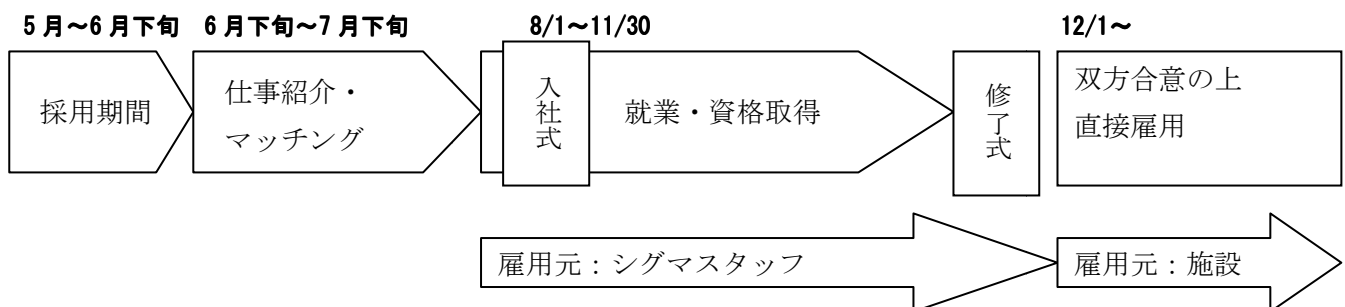 5月～6月下旬 6月下旬～7月下旬 8/1～11/30 12/1～
採用期間
仕事紹介・
マッチング
入社式
就業・資格取得
修了式
双方合意の上
直接雇用
雇用元：シグマスタッフ
雇用元：施設